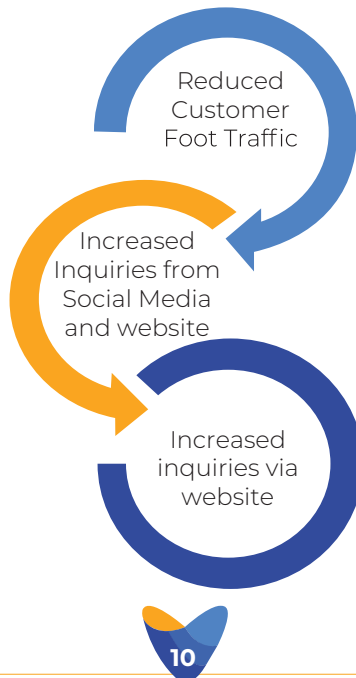 Reduced
Customer
Foot Traffic
Increased
Inquiries from
Social Media
and website
Increased
inquiries via
website
10